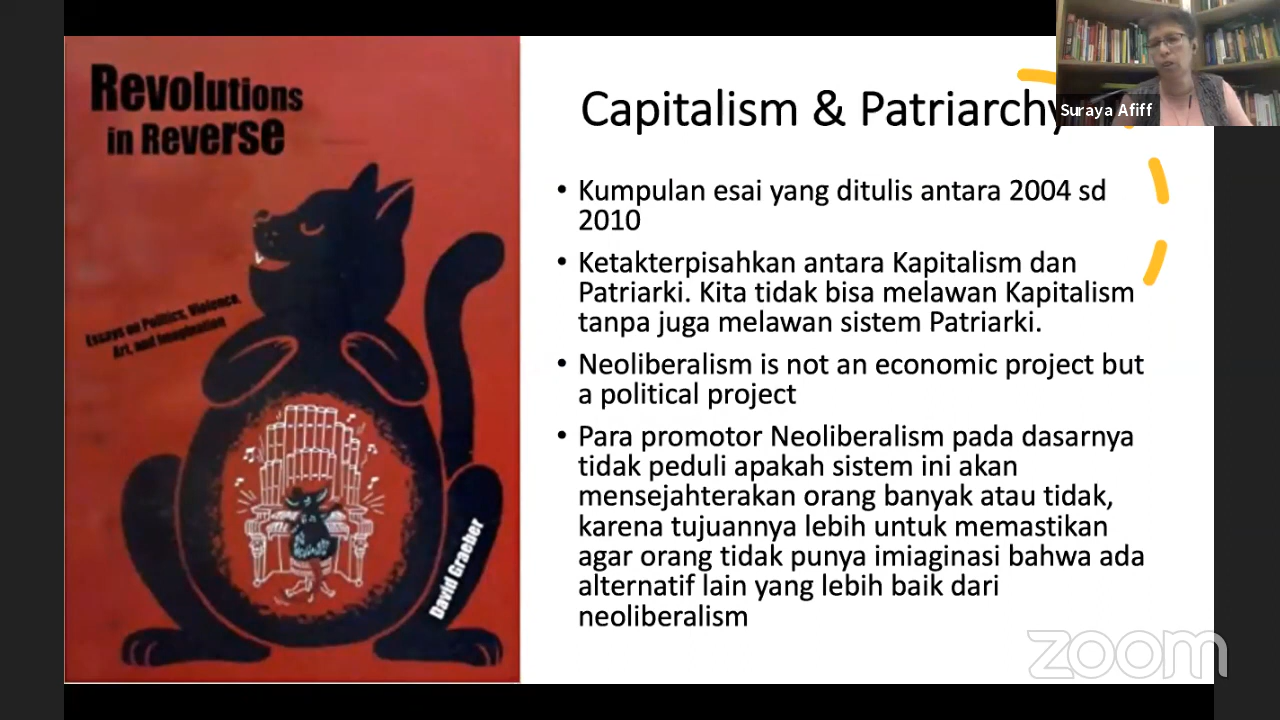 Revolutions
in Reverse
Essays on Politics, Violence,
Art, and Imagination
David Graeber
Capitalism & Patriarchy
Suraya Afiff
• Kumpulan esai yang ditulis antara 2004 sd
2010
• Ketakterpisahkan antara Kapitalism dan
Patriarki. Kita tidak bisa melawan Kapitalism
tanpa juga melawan sistem Patriarki.
• Neoliberalism is not an economic project but
a political project
• Para promotor Neoliberalism pada dasarnya
tidak peduli apakah sistem ini akan
mensejahterakan orang banyak atau tidak,
karena tujuannya lebih untuk memastikan
agar orang tidak punya imiaginasi bahwa ada
alternatif lain yang lebih baik dari
neoliberalism
zoom